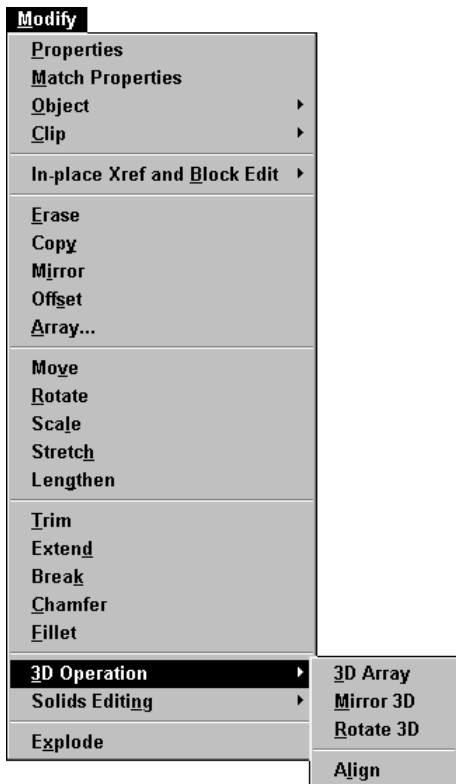 Modify
Properties
Match Properties
Object
Clip
In-place Xref and Block Edit
Erase
Copy
Mirror
Offset
Array...
Move
Rotate
Scale
Stretch
Lengthen
Trim
Extend
Break
Chamfer
Fillet
3D Operation
Solids Editing
Explode
3D Array
Mirror 3D
Rotate 3D
Align